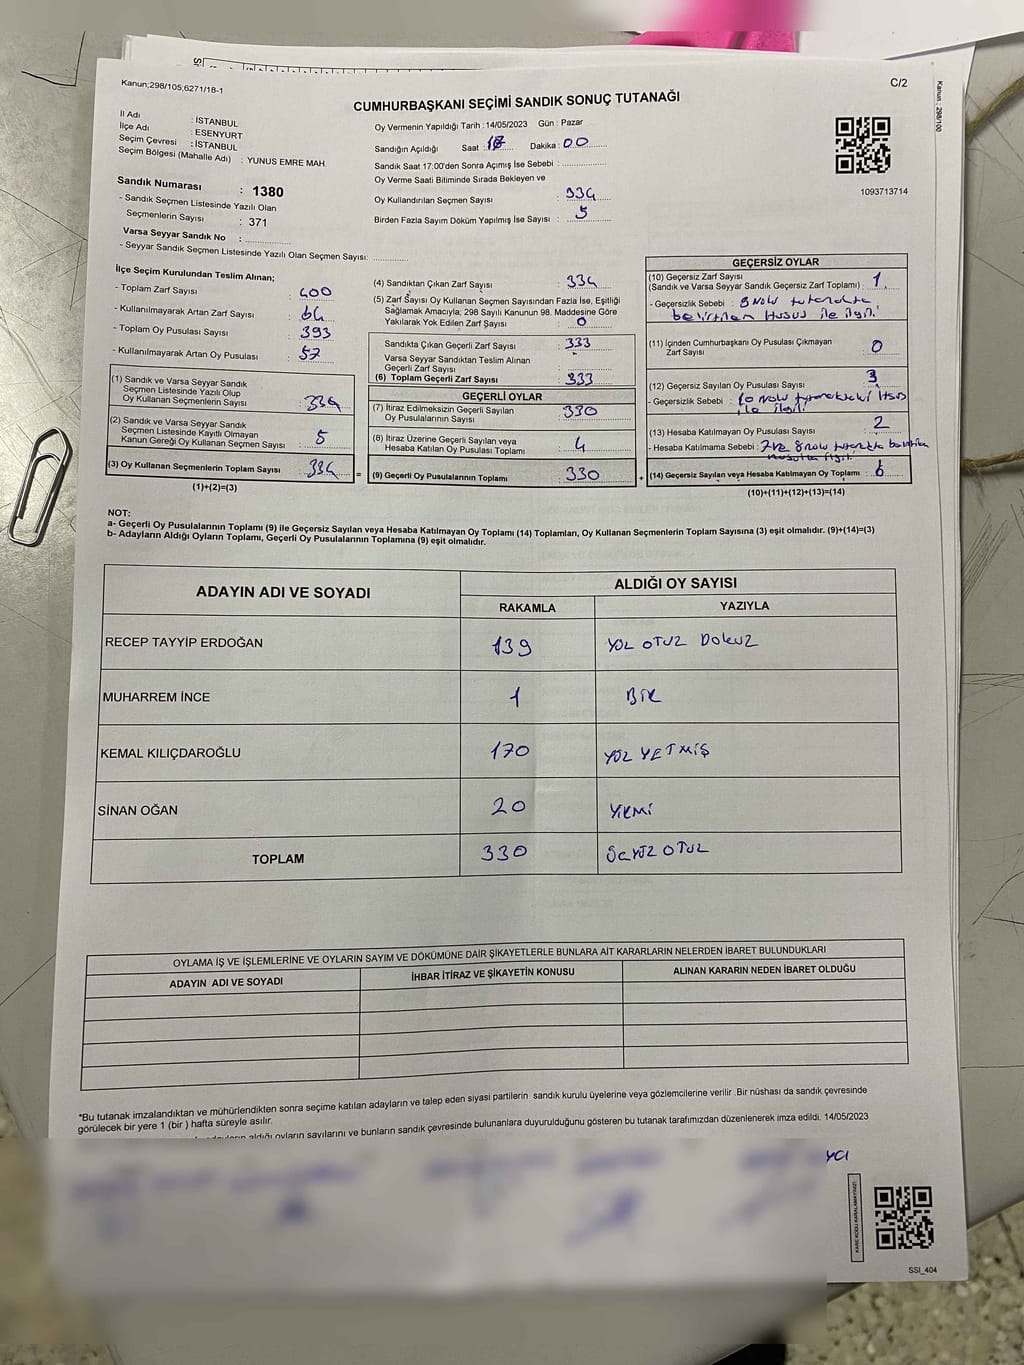 Kanun;298/105,6271/18-1
C/2
Kanun : 298/100
CUMHURBAŞKANI SEÇİMİ SANDIK SONUÇ TUTANAĞI
İl Adı : İSTANBUL
İlçe Adı : ESENYURT
Seçim Çevresi : İSTANBUL
Seçim Bölgesi (Mahalle Adı) : YUNUS EMRE MAH.
Sandık Numarası : 1380
- Sandık Seçmen Listesinde Yazılı Olan
Seçmenlerin Sayısı : 371
Varsa Seyyar Sandık No :
- Seyyar Sandık Seçmen Listesinde Yazılı Olan Seçmen Sayısı:
Oy Vermenin Yapıldığı Tarih :14/05/2023 Gün : Pazar
Sandığın Açıldığı Saat : Dakika : 00
Sandık Saat 17:00'den Sonra Açımış İse Sebebi :
Oy Verme Saati Bitiminde Sırada Bekleyen ve
Oy Kullandırılan Seçmen Sayısı : 334
Birden Fazla Sayım Döküm Yapılmış İse Sayısı : 5
1093713714
İlçe Seçim Kurulundan Teslim Alınan;
- Toplam Zarf Sayısı : 400
- Kullanılmayarak Artan Zarf Sayısı : 64
- Toplam Oy Pusulası Sayısı : 393
- Kullanılmayarak Artan Oy Pusulası : 57
(1) Sandık ve Varsa Seyyar Sandık
Seçmen Listesinde Yazılı Olup
Oy Kullanan Seçmenlerin Sayısı : 334
(2) Sandık ve Varsa Seyyar Sandık
Seçmen Listesinde Kayıtlı Olmayan
Kanun Gereği Oy Kullanan Seçmen Sayısı : 5
(3) Oy Kullanan Seçmenlerin Toplam Sayısı : 334
(1)+(2)=(3)
(4) Sandıktan Çıkan Zarf Sayısı : 334
(5) Zarf Sayısı Oy Kullanan Seçmen Sayısından Fazla İse, Eşitliği
Sağlamak Amacıyla; 298 Sayılı Kanunun 98. Maddesine Göre
Yakılarak Yok Edilen Zarf Sayısı : 0
Sandıkta Çıkan Geçerli Zarf Sayısı : 333
Varsa Seyyar Sandıktan Teslim Alınan
Geçerli Zarf Sayısı :
(6) Toplam Geçerli Zarf Sayısı : 333
GEÇERLİ OYLAR
(7) İtiraz Edilmeksizin Geçerli Sayılan
Oy Pusulalarının Sayısı : 330
(8) İtiraz Üzerine Geçerli Sayılan veya
Hesaba Katılan Oy Pusulası Toplamı : 4
= (9) Geçerli Oy Pusulalarının Toplamı : 330
GEÇERSİZ OYLAR
(10) Geçersiz Zarf Sayısı
(Sandık ve Varsa Seyyar Sandık Geçersiz Zarf Toplamı) : 1
- Geçersizlik Sebebi : 8 nolu tutanakta
belirtilen Husus ile ilgili
(11) İçinden Cumhurbaşkanı Oy Pusulası Çıkmayan
Zarf Sayısı : 0
(12) Geçersiz Sayılan Oy Pusulası Sayısı : 3
- Geçersizlik Sebebi : 10 nolu tutanaktaki
ile ilgili
(13) Hesaba Katılmayan Oy Pusulası Sayısı : 2
- Hesaba Katılmama Sebebi : 7 ve 8 nolu tutanakta
+ (14) Geçersiz Sayılan veya Hesaba Katılmayan Oy Toplamı : 6
(10)+(11)+(12)+(13)=(14)
NOT:
a- Geçerli Oy Pusulalarının Toplamı (9) ile Geçersiz Sayılan veya Hesaba Katılmayan Oy Toplamı (14) Toplamları, Oy Kullanan Seçmenlerin Toplam Sayısına (3) eşit olmalıdır. (9)+(14)=(3)
b- Adayların Aldığı Oyların Toplamı, Geçerli Oy Pusulalarının Toplamına (9) eşit olmalıdır.
ADAYIN ADI VE SOYADI
ALDIĞI OY SAYISI
RAKAMLA YAZIYLA
RECEP TAYYİP ERDOĞAN 139 YÜZ OTUZ DOKUZ
MUHARREM İNCE 1 BİR
KEMAL KILIÇDAROĞLU 170 YÜZ YETMİŞ
SİNAN OĞAN 20 YİRMİ
TOPLAM 330 ÜÇYÜZ OTUZ
OYLAMA İŞ VE İŞLEMLERİNE VE OYLARIN SAYIM VE DÖKÜMÜNE DAİR ŞİKAYETLERLE BUNLARA AİT KARARLARIN NELERDEN İBARET BULUNDUKLARI
ADAYIN ADI VE SOYADI İHBAR İTİRAZ VE ŞİKAYETİN KONUSU ALINAN KARARIN NEDEN İBARET OLDUĞU
*Bu tutanak imzalandıktan ve mühürlendikten sonra seçime katılan adayların ve talep eden siyasi partilerin sandık kurulu üyelerine veya gözlemcilerine verilir .Bir nüshası da sandık çevresinde
görülecek bir yere 1 (bir ) hafta süreyle asılır.
aldığı oyların sayılarını ve bunların sandık çevresinde bulunanlara duyurulduğunu gösteren bu tutanak tarafımızdan düzenlenerek imza edildi. 14/05/2023
YCI
KARE KODU KARALAMAYINIZ!
SSI_404